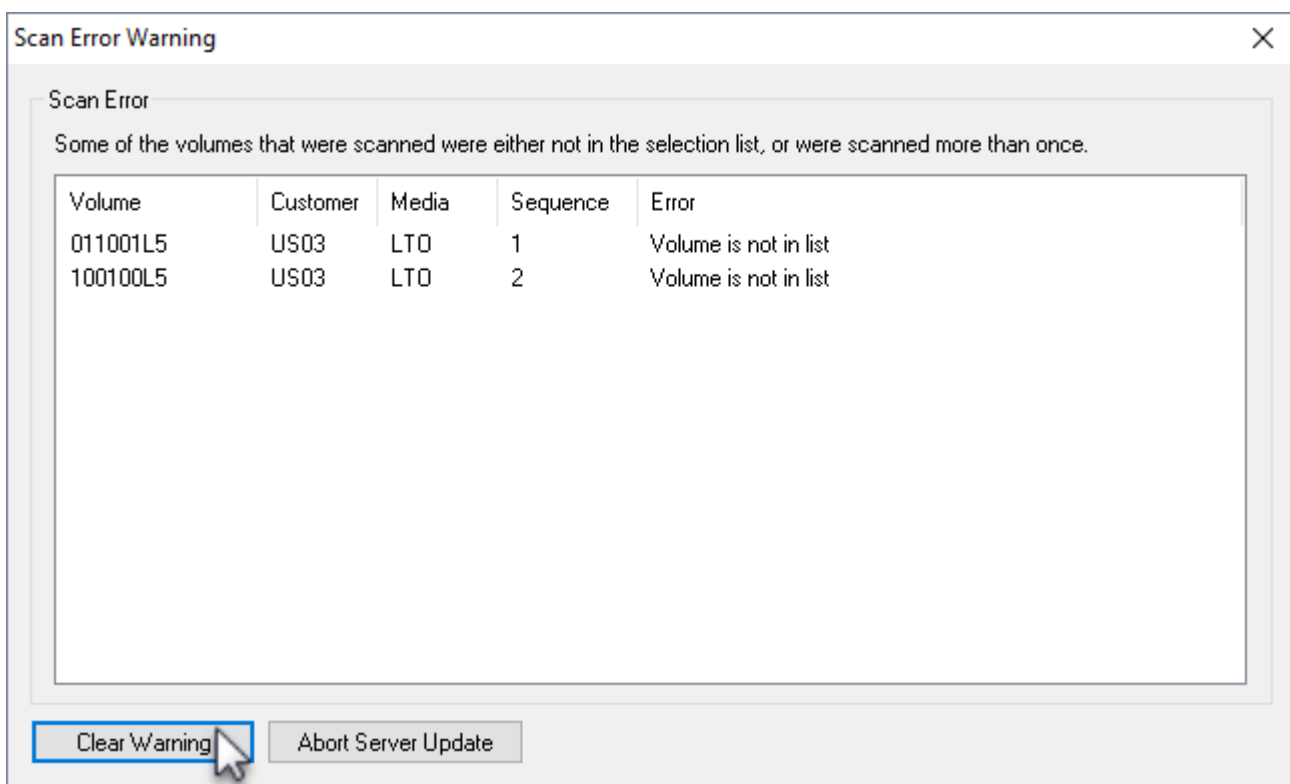 Scan Error Warning
Scan Error
Some of the volumes that were scanned were either not in the selection list, or were scanned more than once.
Volume Customer Media Sequence Error
011001L5 US03 LTO 1 Volume is not in list
100100L5 US03 LTO 2 Volume is not in list
Clear Warning Abort Server Update